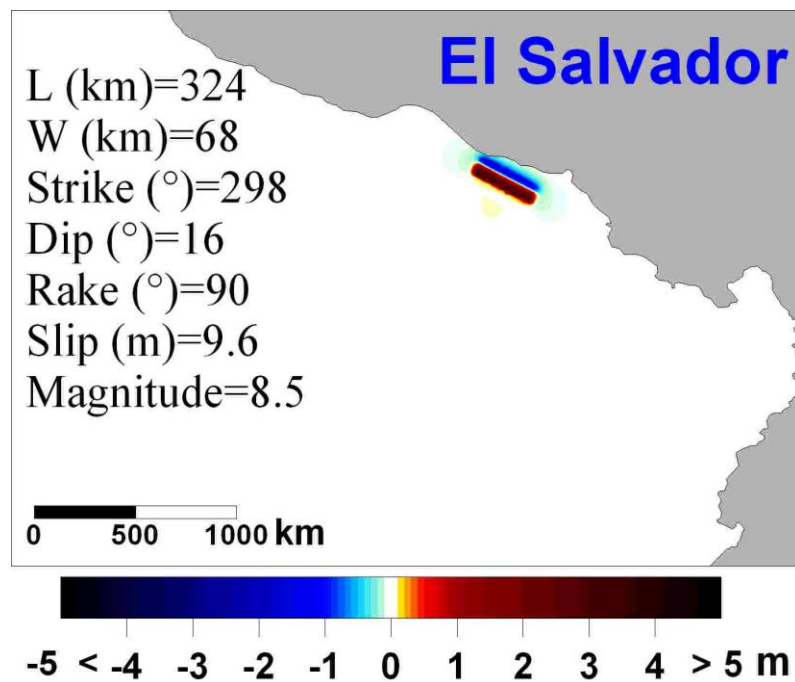 El Salvador
L (km)=324
W (km)=68
Strike (°)=298
Dip (°)=16
Rake (°)=90
Slip (m)=9.6
Magnitude=8.5
0 500 1000 km
-5 < -4 -3 -2 -1 0 1 2 3 4 > 5 m